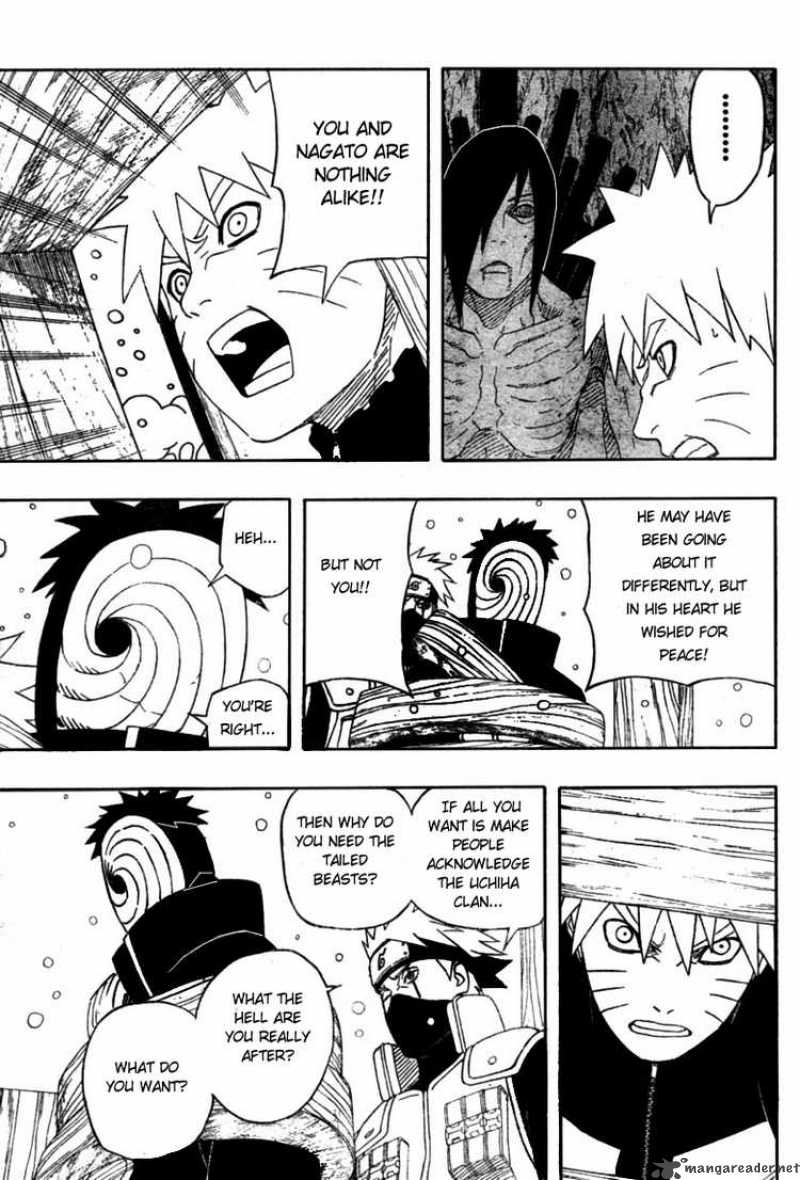 .........
YOU AND
NAGATO ARE
NOTHING
ALIKE!!
HE MAY HAVE
BEEN GOING
ABOUT IT
DIFFERENTLY, BUT
IN HIS HEART HE
WISHED FOR
PEACE!
BUT NOT
YOU!!
HEH...
YOU'RE
RIGHT...
IF ALL YOU
WANT IS MAKE
PEOPLE
ACKNOWLEDGE
THE UCHIHA
CLAN...
THEN WHY DO
YOU NEED THE
TAILED
BEASTS?
WHAT THE
HELL ARE
YOU REALLY
AFTER?
WHAT DO
YOU WANT?
mangareader.net